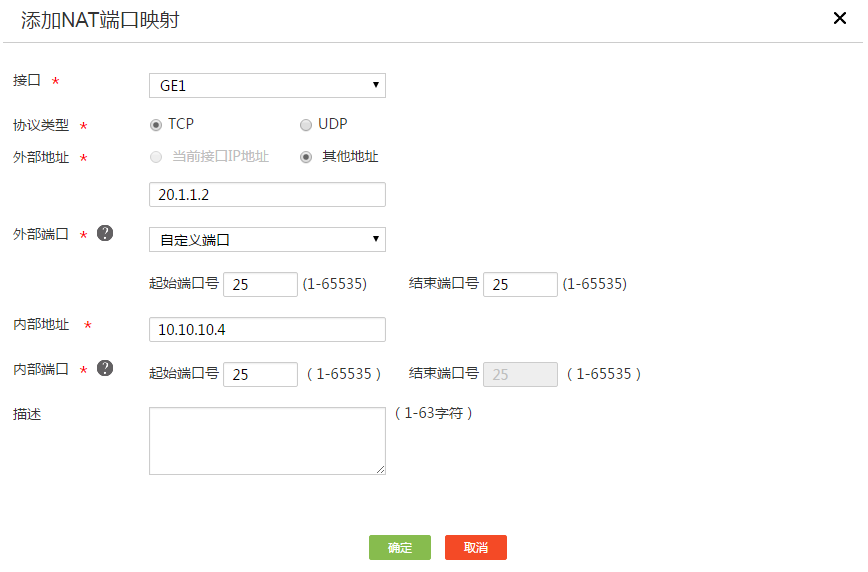 添加NAT端口映射 ×
接口 * GE1 ▼
协议类型 * TCP UDP
外部地址 * 当前接口IP地址 其他地址
20.1.1.2
外部端口 * ? 自定义端口 ▼
起始端口号 25 (1-65535) 结束端口号 25 (1-65535)
内部地址 * 10.10.10.4
内部端口 * ? 起始端口号 25 ( 1-65535 ) 结束端口号 25 ( 1-65535 )
描述 ( 1-63字符 )
确定 取消